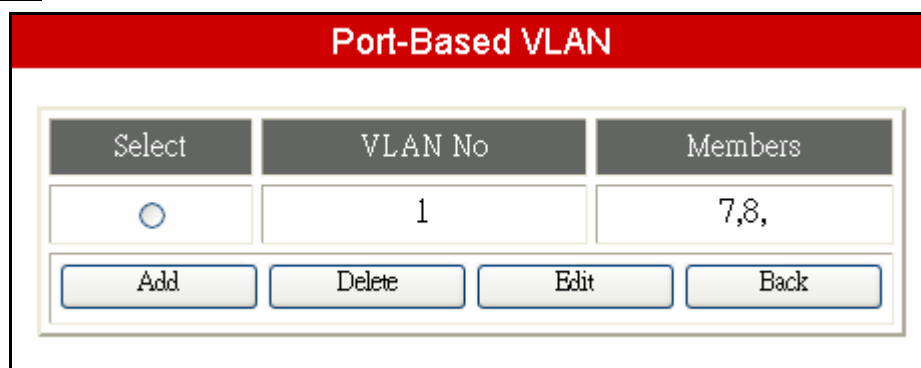 Port-Based VLAN
Select VLAN No Members
1 7,8,
Add Delete Edit Back